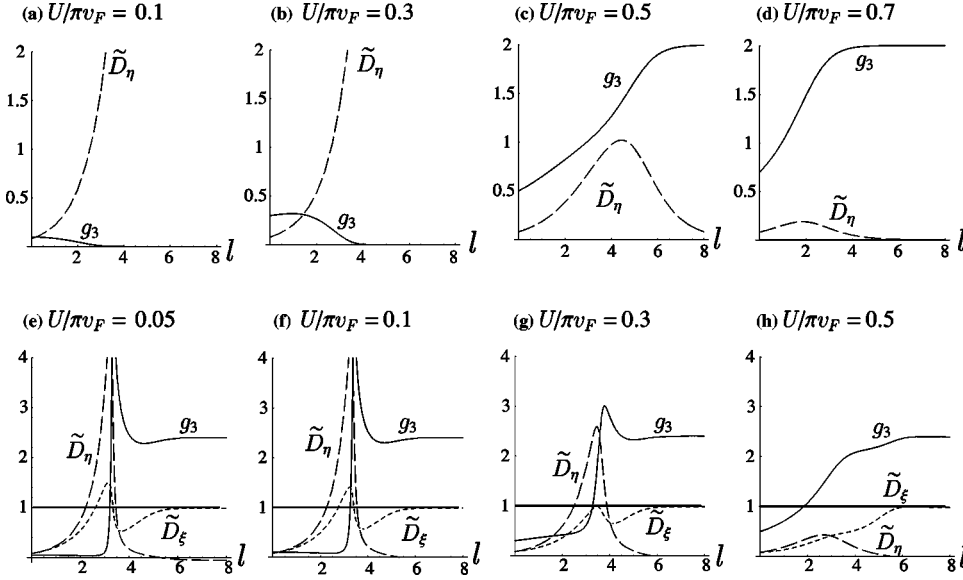 (a) U/πv_F = 0.1
(b) U/πv_F = 0.3
(c) U/πv_F = 0.5
(d) U/πv_F = 0.7
2
1.5
1
0.5
D̃_η
g_3
2 4 6 8 l
2
1.5
1
0.5
D̃_η
g_3
2 4 6 8 l
2
1.5
1
0.5
g_3
D̃_η
2 4 6 8 l
2
1.5
1
0.5
g_3
D̃_η
2 4 6 8 l
(e) U/πv_F = 0.05
(f) U/πv_F = 0.1
(g) U/πv_F = 0.3
(h) U/πv_F = 0.5
4
3
2
1
g_3
D̃_η
D̃_ξ
2 4 6 8 l
4
3
2
1
g_3
D̃_η
D̃_ξ
2 4 6 8 l
4
3
2
1
g_3
D̃_η
D̃_ξ
2 4 6 8 l
4
3
2
1
g_3
D̃_ξ
D̃_η
2 4 6 8 l